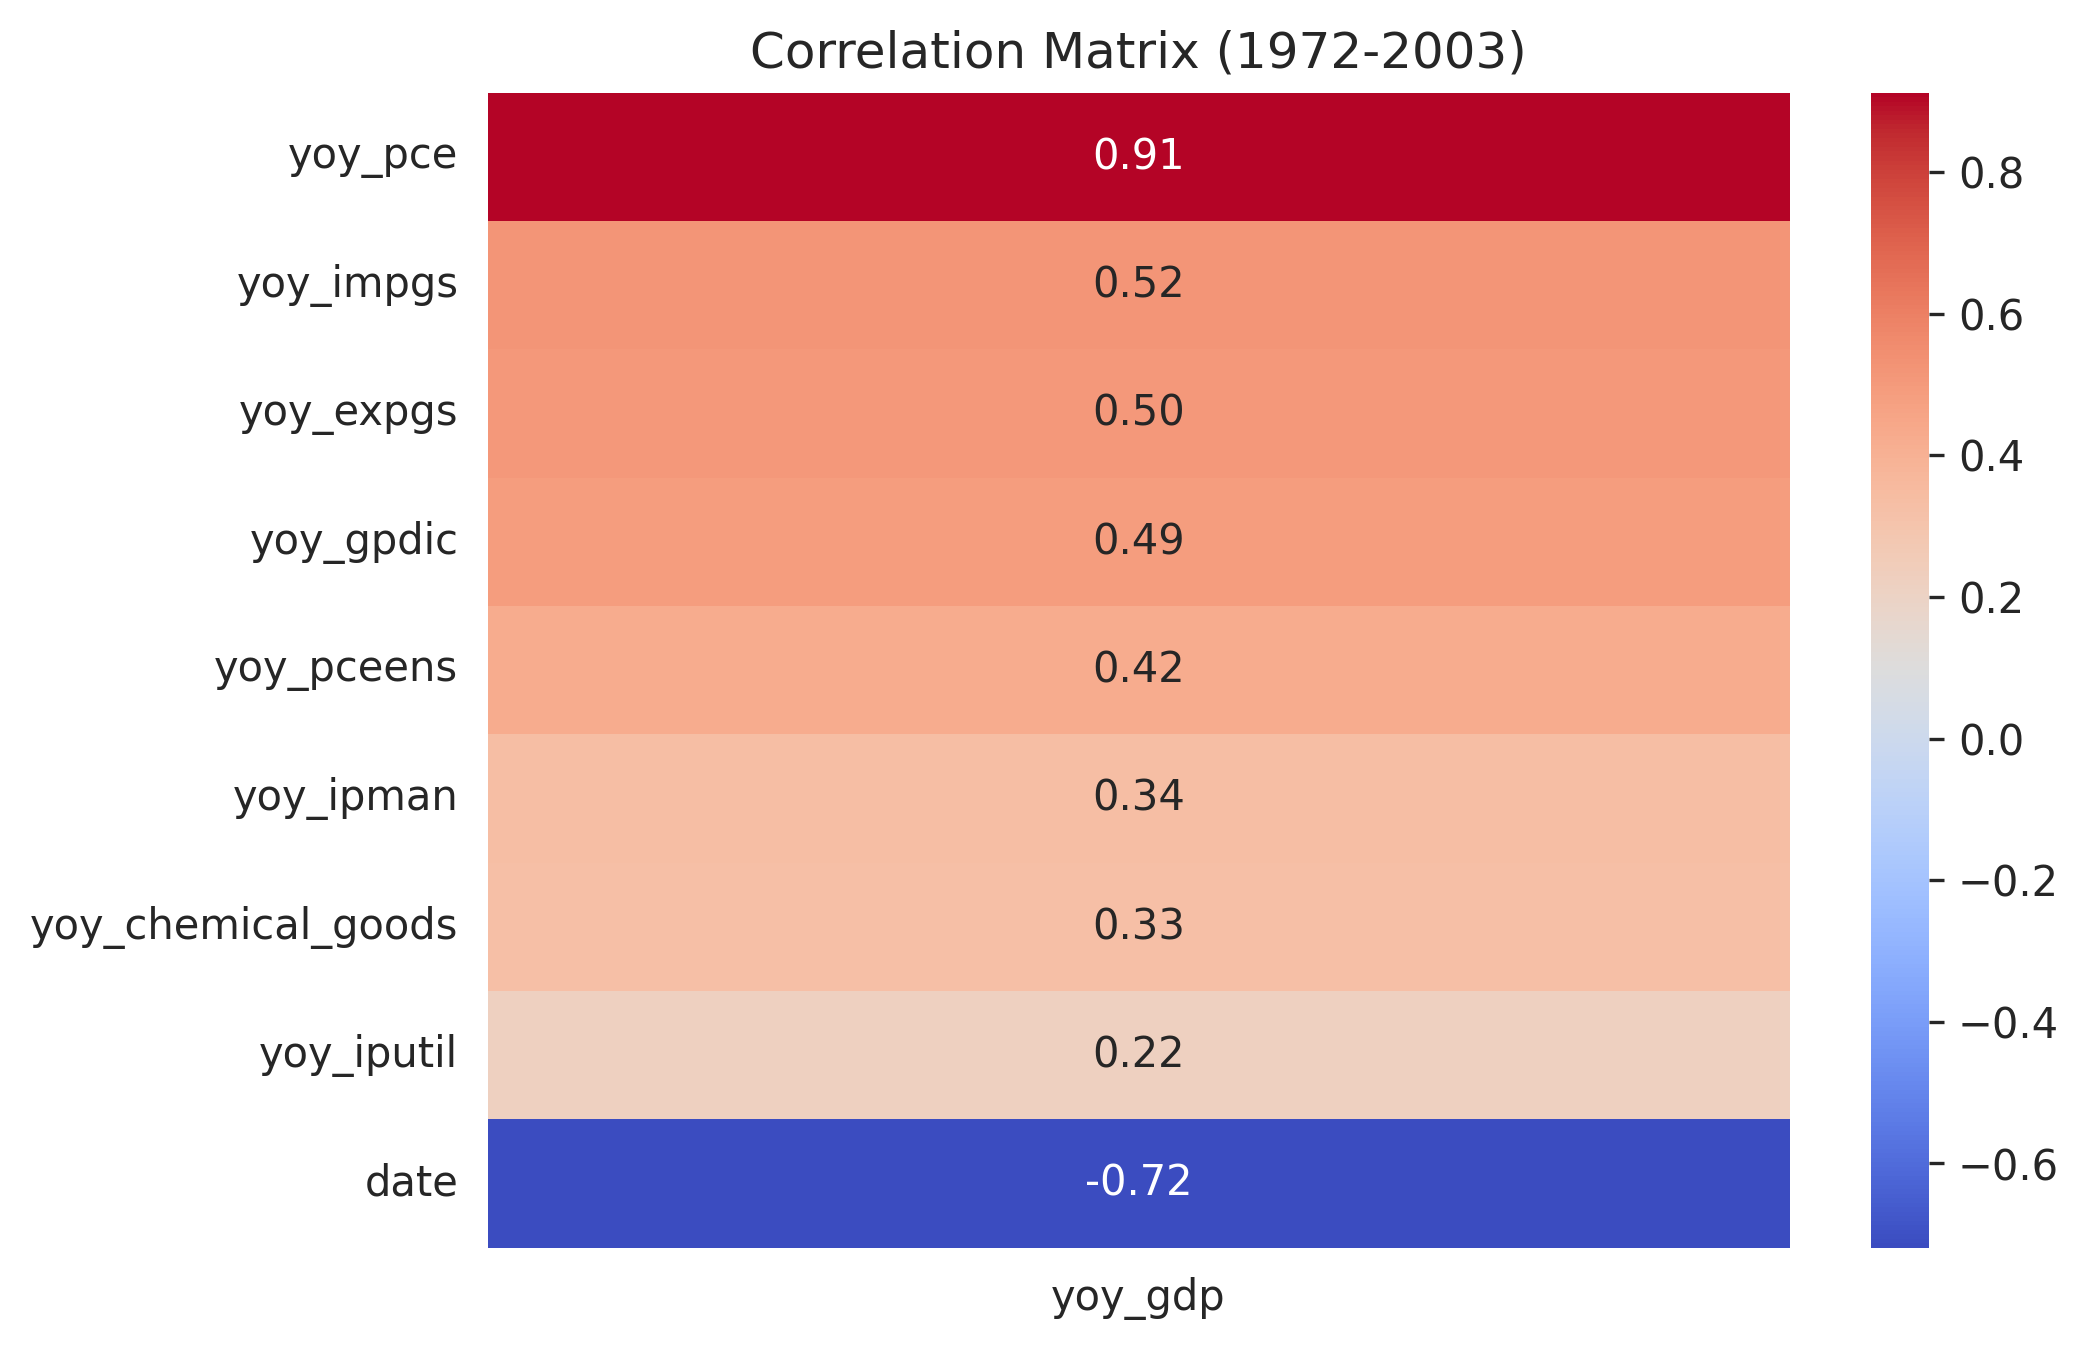 Correlation Matrix (1972-2003)
yoy_pce 0.91
yoy_impgs 0.52
yoy_expgs 0.50
yoy_gpdic 0.49
yoy_pceens 0.42
yoy_ipman 0.34
yoy_chemical_goods 0.33
yoy_iputil 0.22
date -0.72
yoy_gdp
0.8
0.6
0.4
0.2
0.0
−0.2
−0.4
−0.6